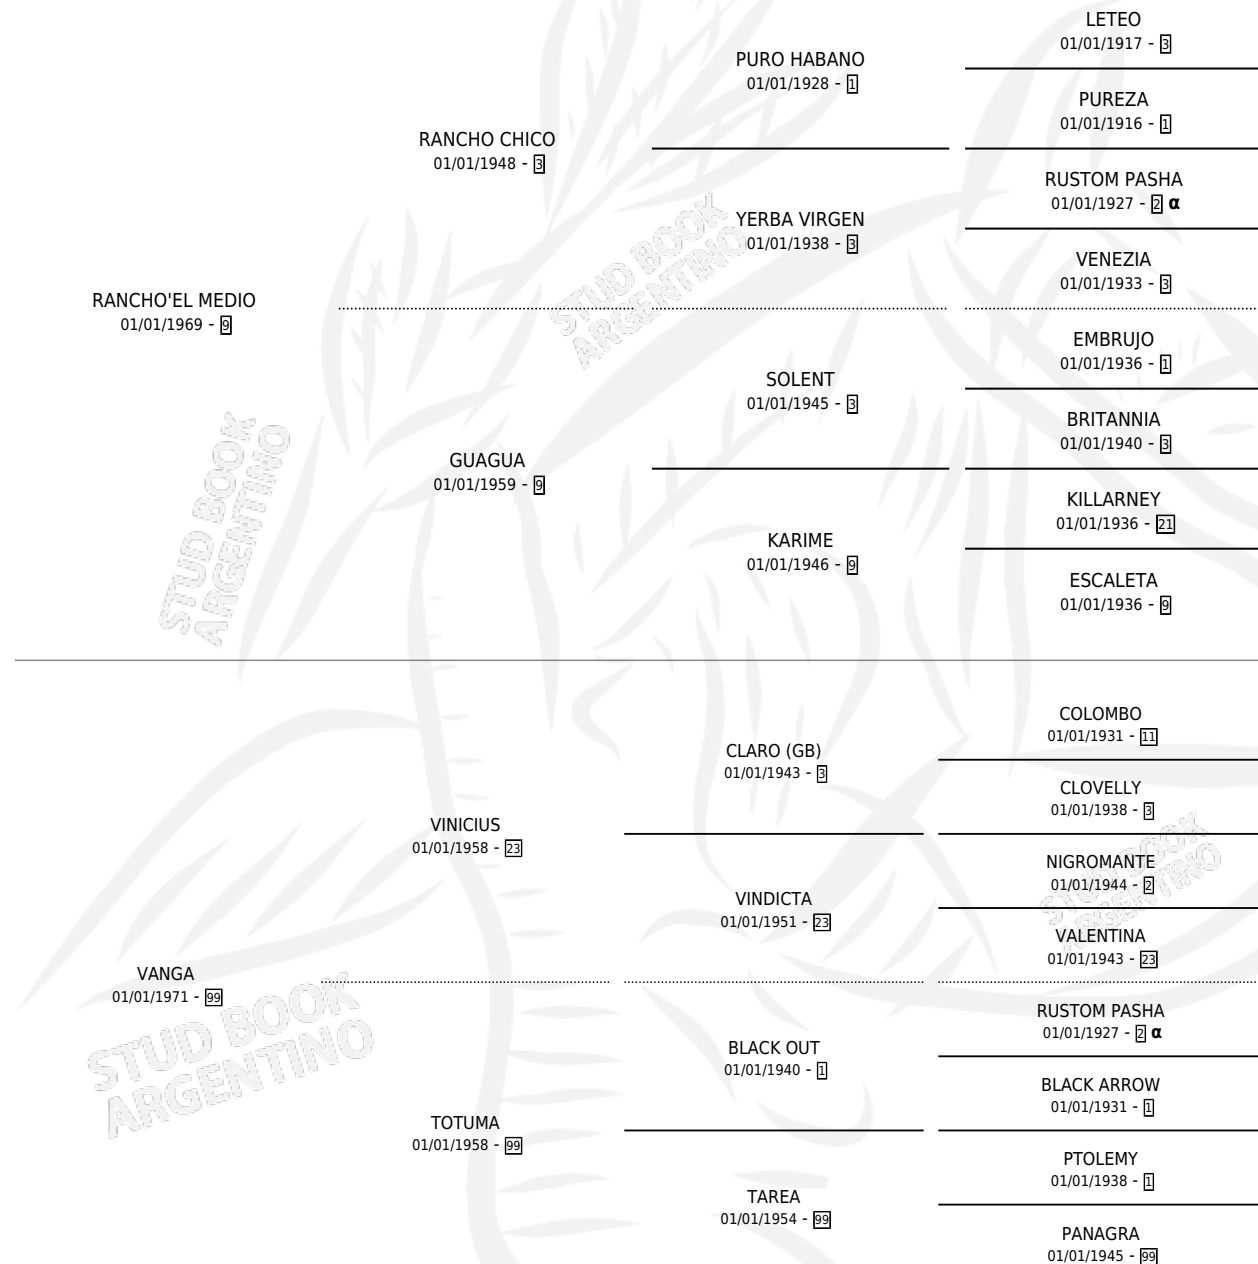 LETEO
01/01/1917 - 3
PURO HABANO
01/01/1928 - 1
PUREZA
01/01/1916 - 1
RANCHO CHICO
01/01/1948 - 3
RUSTOM PASHA
01/01/1927 - 2 α
YERBA VIRGEN
01/01/1938 - 3
VENEZIA
01/01/1933 - 3
RANCHO'EL MEDIO
01/01/1969 - 9
STUD BOOK
ARGENTINO
EMBRUJO
01/01/1936 - 1
SOLENT
01/01/1945 - 3
BRITANNIA
01/01/1940 - 3
GUAGUA
01/01/1959 - 9
KILLARNEY
01/01/1936 - 21
KARIME
01/01/1946 - 9
ESCALETA
01/01/1936 - 9
STUD BOOK
ARGENTINO
COLOMBO
01/01/1931 - 11
CLARO (GB)
01/01/1943 - 3
CLOVELLY
01/01/1938 - 3
VINICIUS
01/01/1958 - 23
NIGROMANTE
01/01/1944 - 2
VINDICTA
01/01/1951 - 23
VALENTINA
01/01/1943 - 23
STUD BOOK
ARGENTINO
VANGA
01/01/1971 - 99
RUSTOM PASHA
01/01/1927 - 2 α
BLACK OUT
01/01/1940 - 1
BLACK ARROW
01/01/1931 - 1
STUD BOOK
ARGENTINO
TOTUMA
01/01/1958 - 99
PTOLEMY
01/01/1938 - 1
TAREA
01/01/1954 - 99
PANAGRA
01/01/1945 - 99